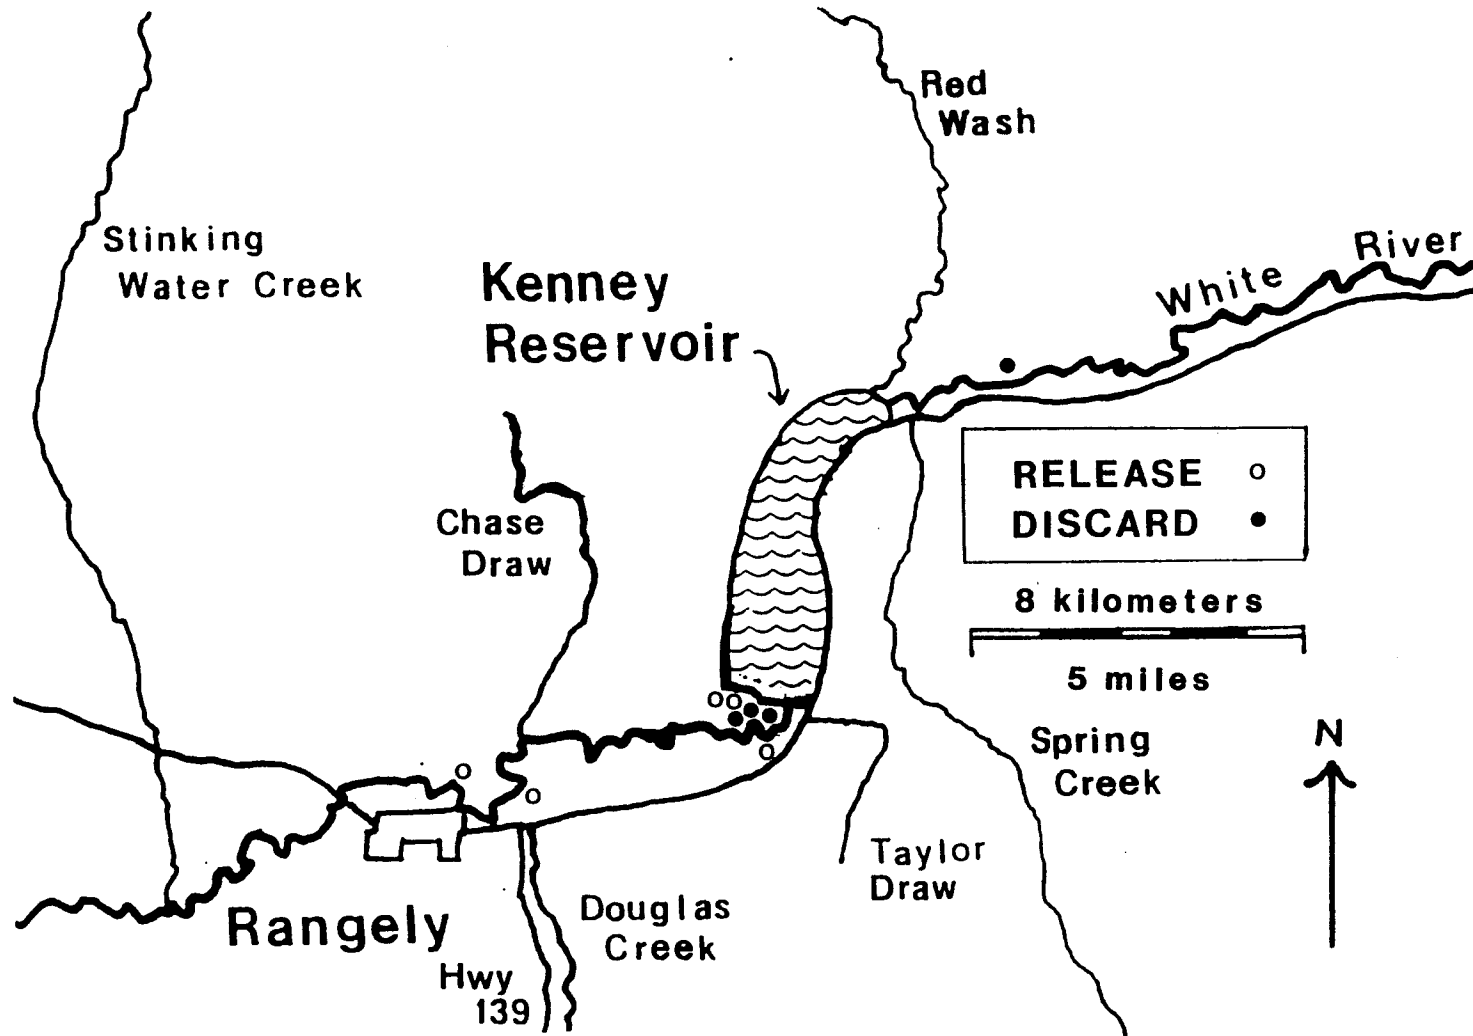 Red
Wash
River
White
Stinking
Water Creek
Kenney
Reservoir
RELEASE
DISCARD
Chase
Draw
8 kilometers
5 miles
N
Spring
Creek
Taylor
Draw
Rangely
Douglas
Creek
Hwy
139